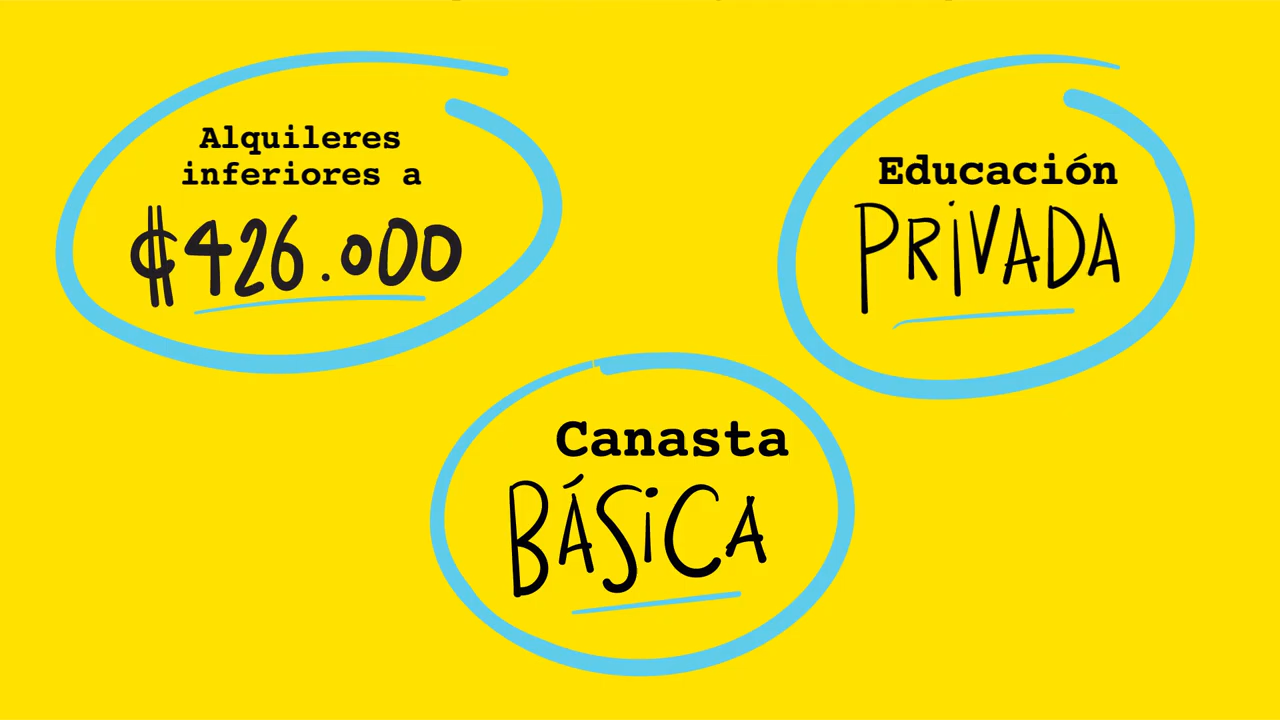 Alquileres
inferiores a
₡426.000
Educación
PRIVADA
Canasta
BÁSICA